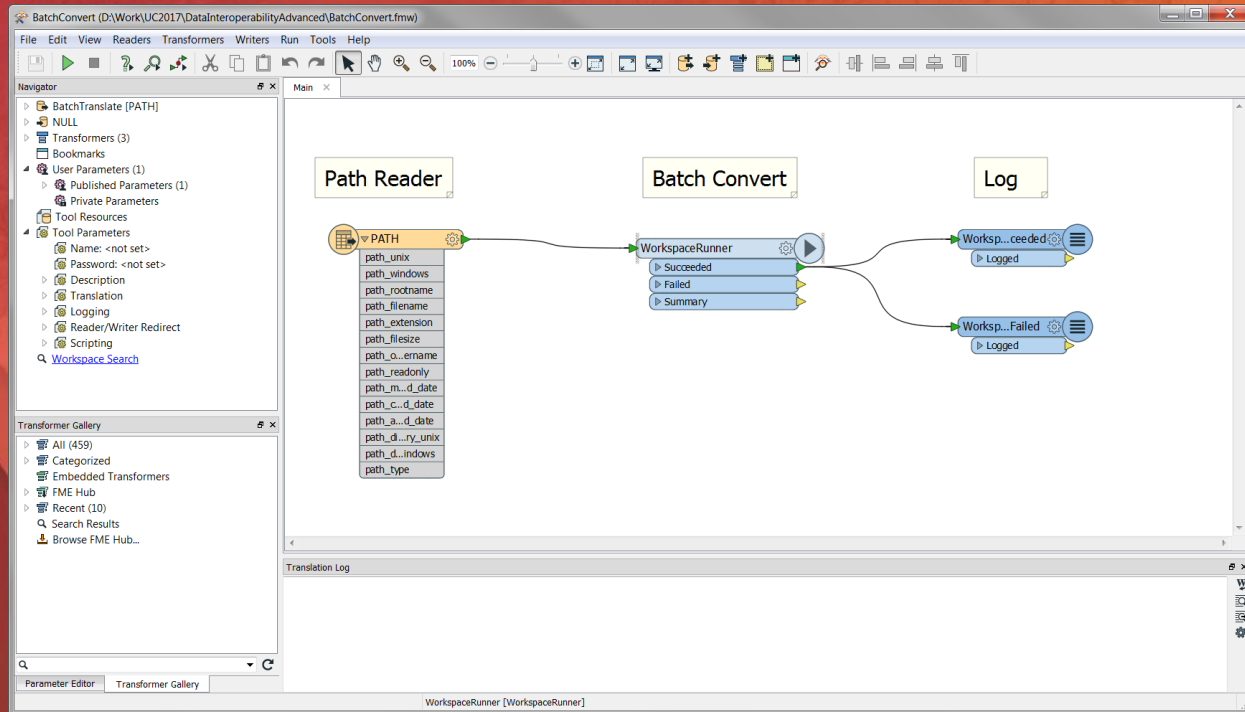 BatchConvert (D:\Work\UC2017\DataInteroperabilityAdvanced\BatchConvert.fmw)
File Edit View Readers Transformers Writers Run Tools Help
100%
Navigator
BatchTranslate [PATH]
NULL
Transformers (3)
Bookmarks
User Parameters (1)
Published Parameters (1)
Private Parameters
Tool Resources
Tool Parameters
Name: <not set>
Password: <not set>
Description
Translation
Logging
Reader/Writer Redirect
Scripting
Workspace Search
Transformer Gallery
All (459)
Categorized
Embedded Transformers
FME Hub
Recent (10)
Search Results
Browse FME Hub...
Parameter Editor Transformer Gallery
Main
Path Reader
Batch Convert
Log
PATH
path_unix
path_windows
path_rootname
path_filename
path_extension
path_filesize
path_o...ername
path_readonly
path_m...d_date
path_c...d_date
path_a...d_date
path_di...ry_unix
path_d...indows
path_type
WorkspaceRunner
Succeeded
Failed
Summary
Worksp...ceeded
Logged
Worksp...Failed
Logged
Translation Log
WorkspaceRunner [WorkspaceRunner]